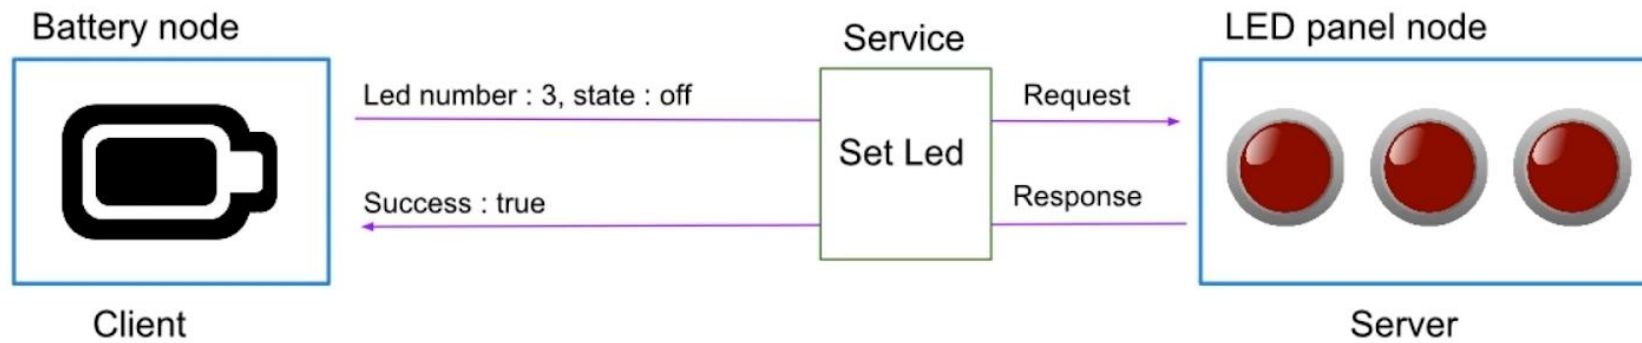 Battery node
Service
LED panel node
Led number : 3, state : off
Request
Set Led
Success : true
Response
Client
Server